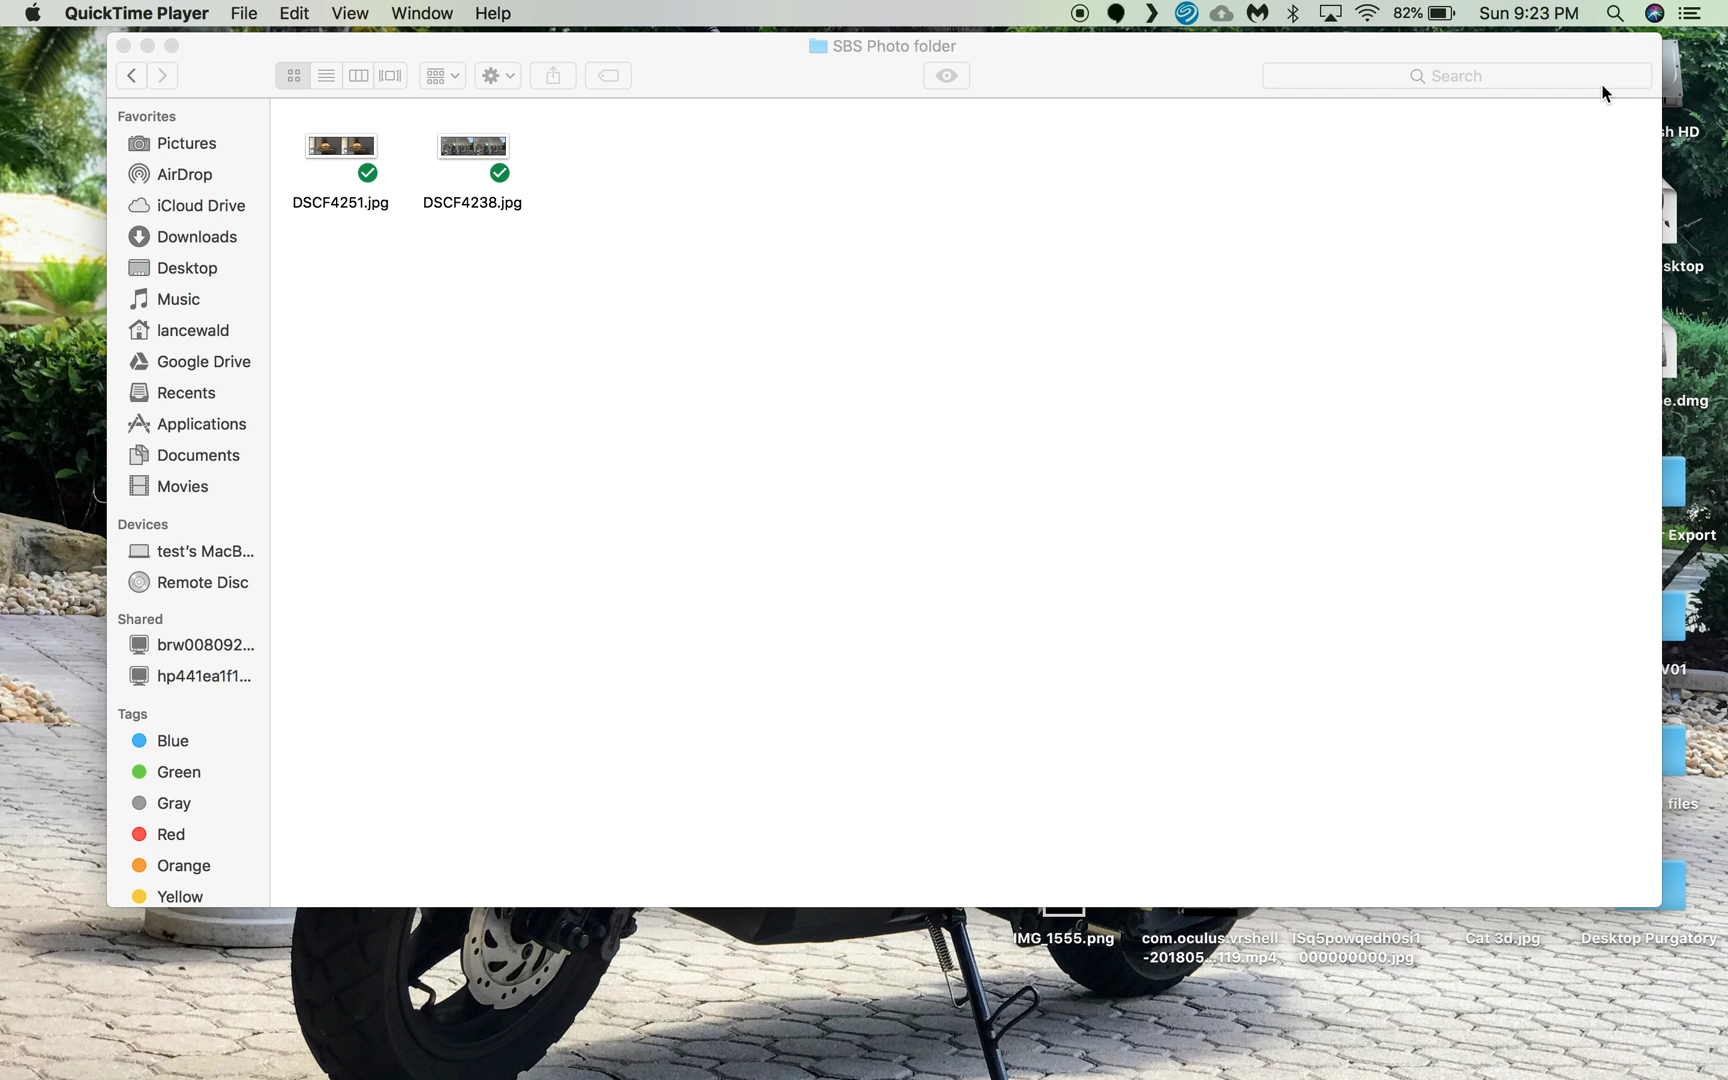 QuickTime Player File Edit View Window Help 82% Sun 9:23 PM
SBS Photo folder
Search
Favorites
Pictures
AirDrop
iCloud Drive
Downloads
Desktop
Music
lancewald
Google Drive
Recents
Applications
Documents
Movies
Devices
test's MacB...
Remote Disc
Shared
brw008092...
hp441ea1f1...
Tags
Blue
Green
Gray
Red
Orange
Yellow
DSCF4251.jpg DSCF4238.jpg
sh HD
sktop
e.dmg
r Export
V01
files
IMG_1555.png
com.oculus.vrshell
-201805...119.mp4
ISq5powqedh0si1
000000000.jpg
Cat 3d.jpg
Desktop Purgatory